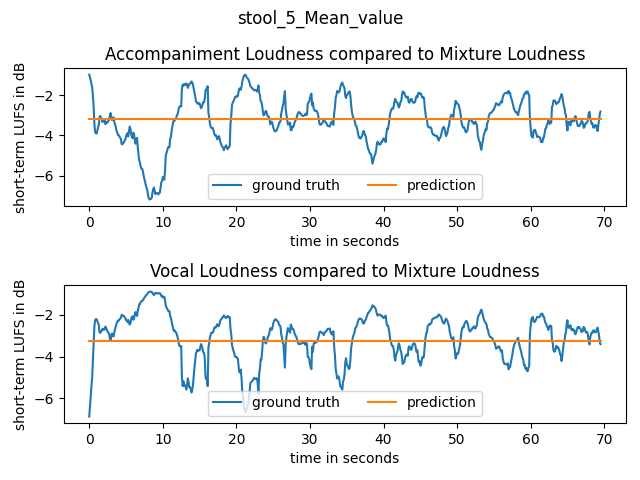 stool_5_Mean_value
Accompaniment Loudness compared to Mixture Loudness
short-term LUFS in dB
−2
−4
−6
ground truth
prediction
0 10 20 30 40 50 60 70
time in seconds
Vocal Loudness compared to Mixture Loudness
short-term LUFS in dB
−2
−4
−6
ground truth
prediction
0 10 20 30 40 50 60 70
time in seconds